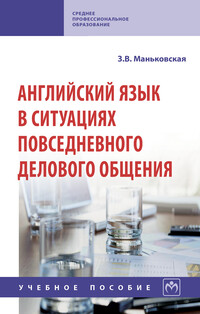 СРЕДНЕЕ
ПРОФЕССИОНАЛЬНОЕ
ОБРАЗОВАНИЕ
З.В. Маньковская
АНГЛИЙСКИЙ ЯЗЫК
В СИТУАЦИЯХ
ПОВСЕДНЕВНОГО
ДЕЛОВОГО ОБЩЕНИЯ
УЧЕБНОЕ ПОСОБИЕ